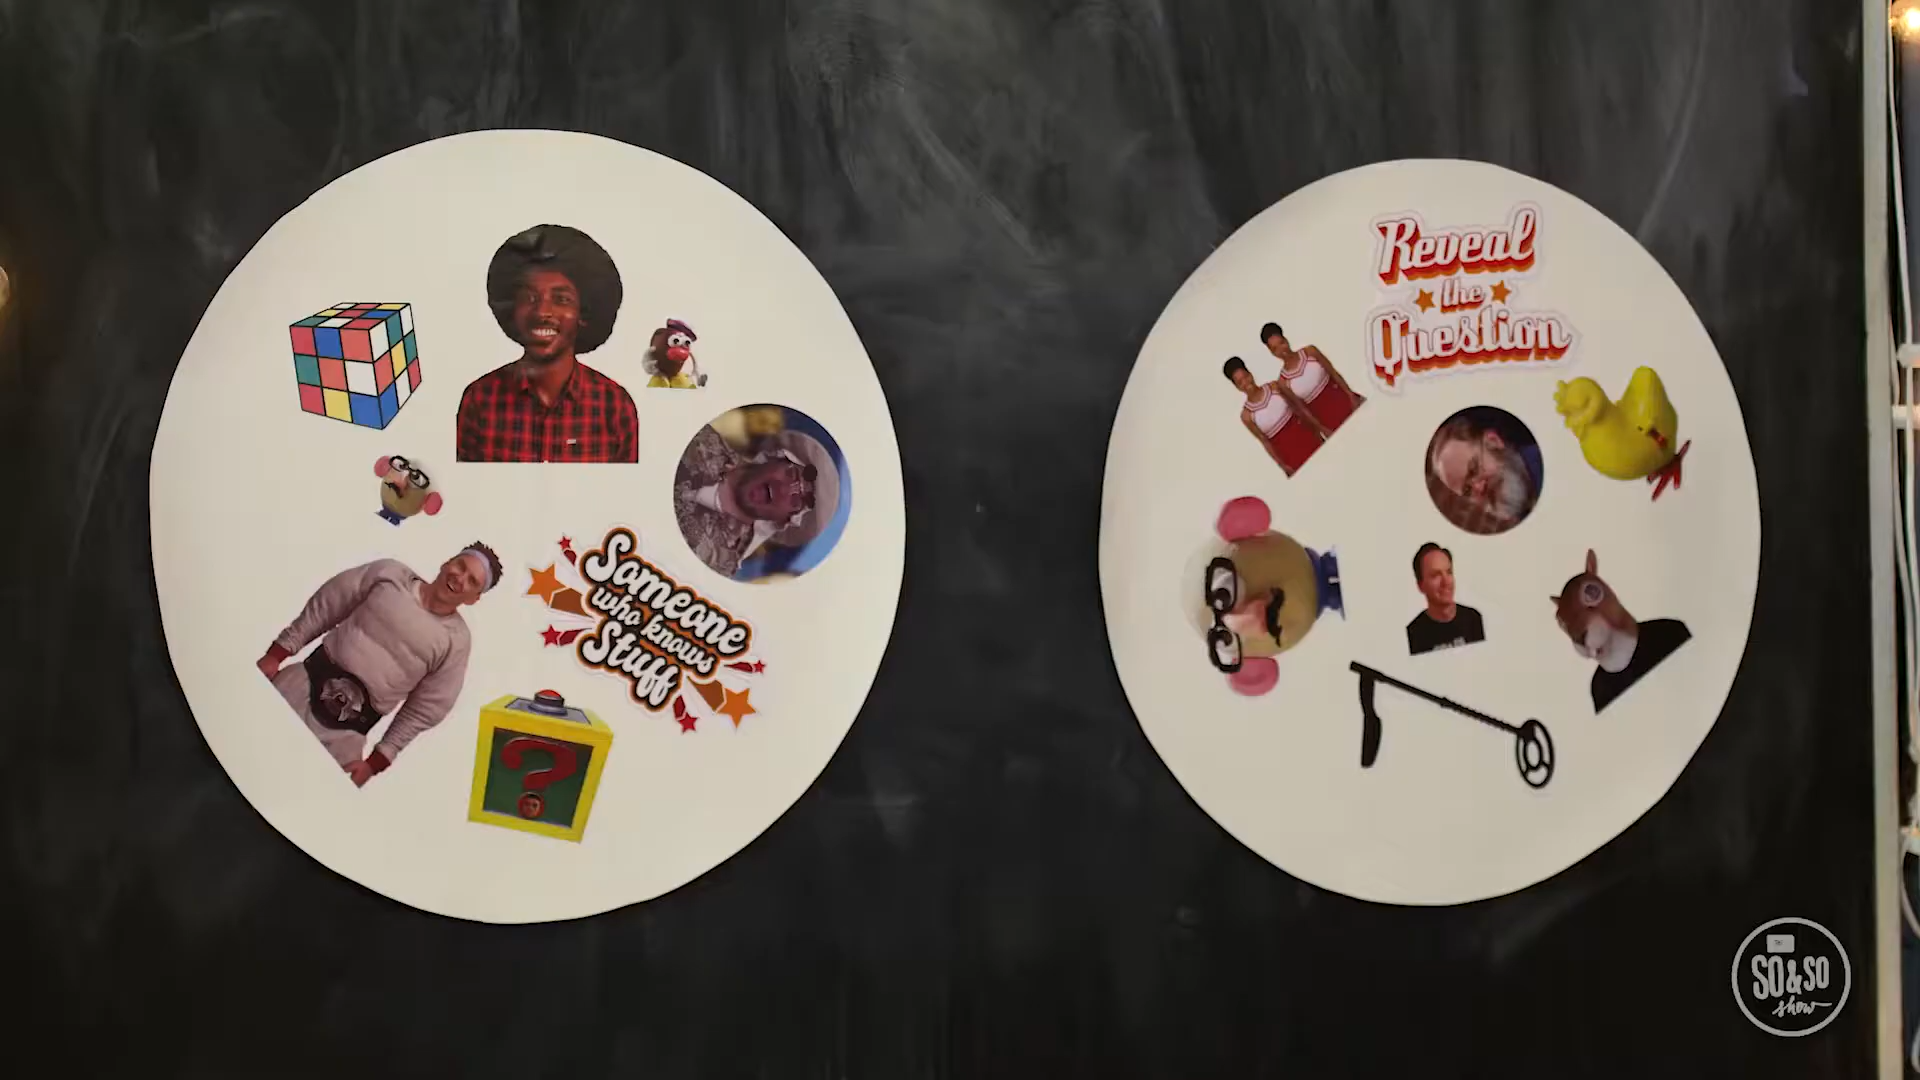 Someone
who knows
Stuff
?
Reveal
the
Question
SO&SO
show